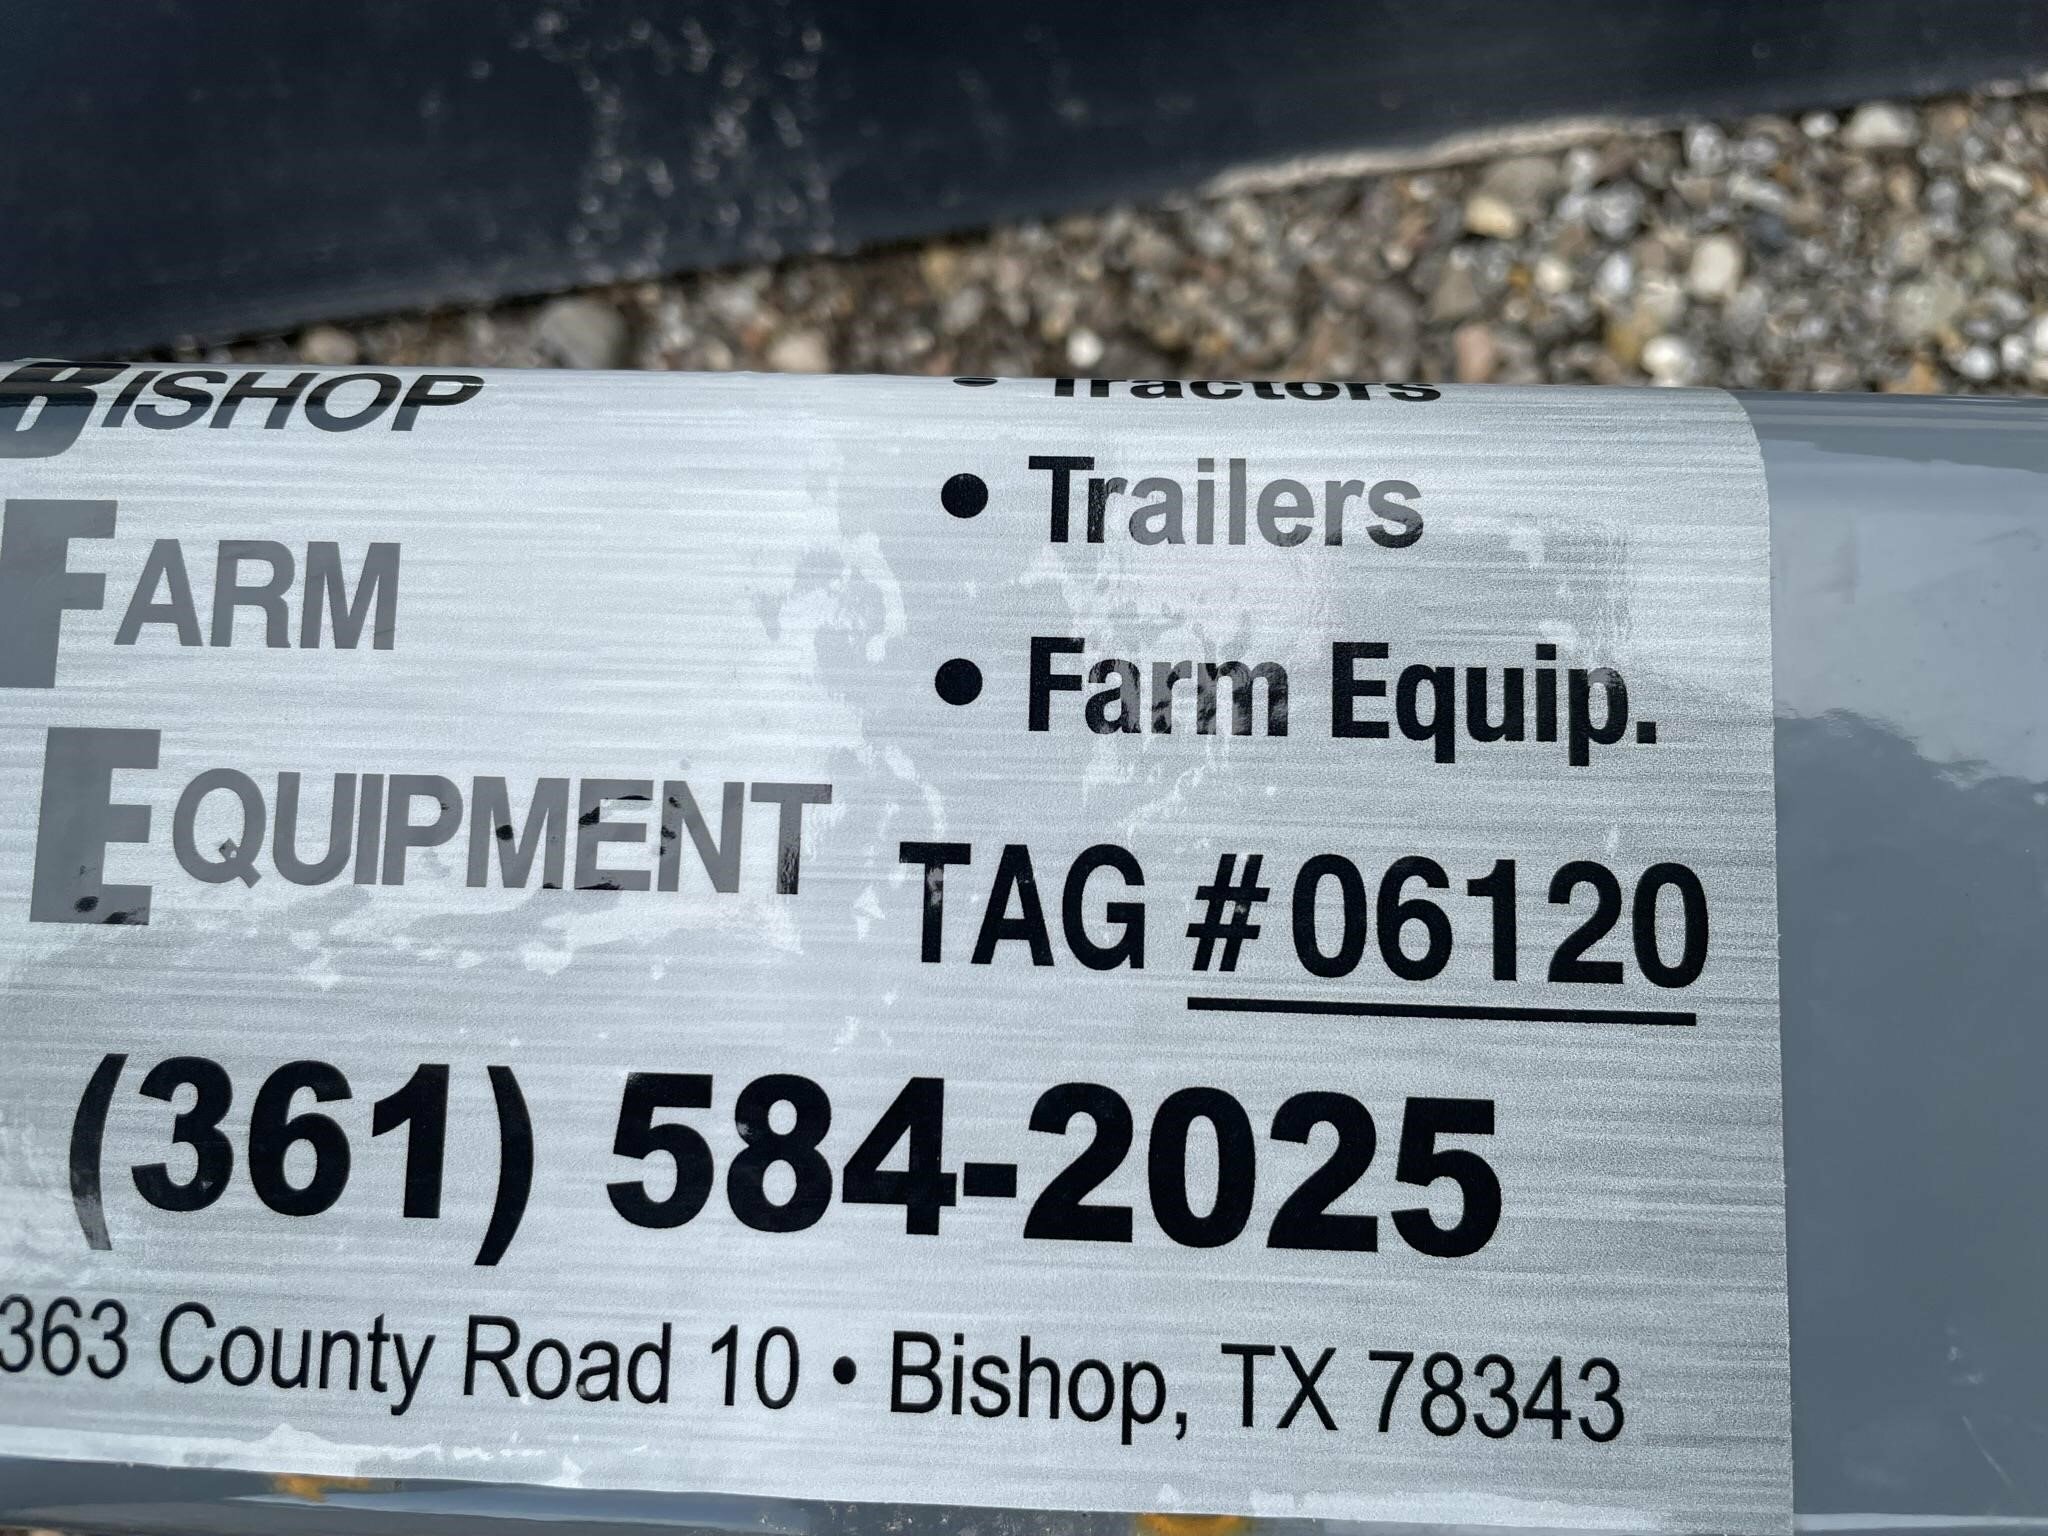 BISHOP
FARM
EQUIPMENT
• Tractors
• Trailers
• Farm Equip.
TAG #06120
(361) 584-2025
363 County Road 10 • Bishop, TX 78343